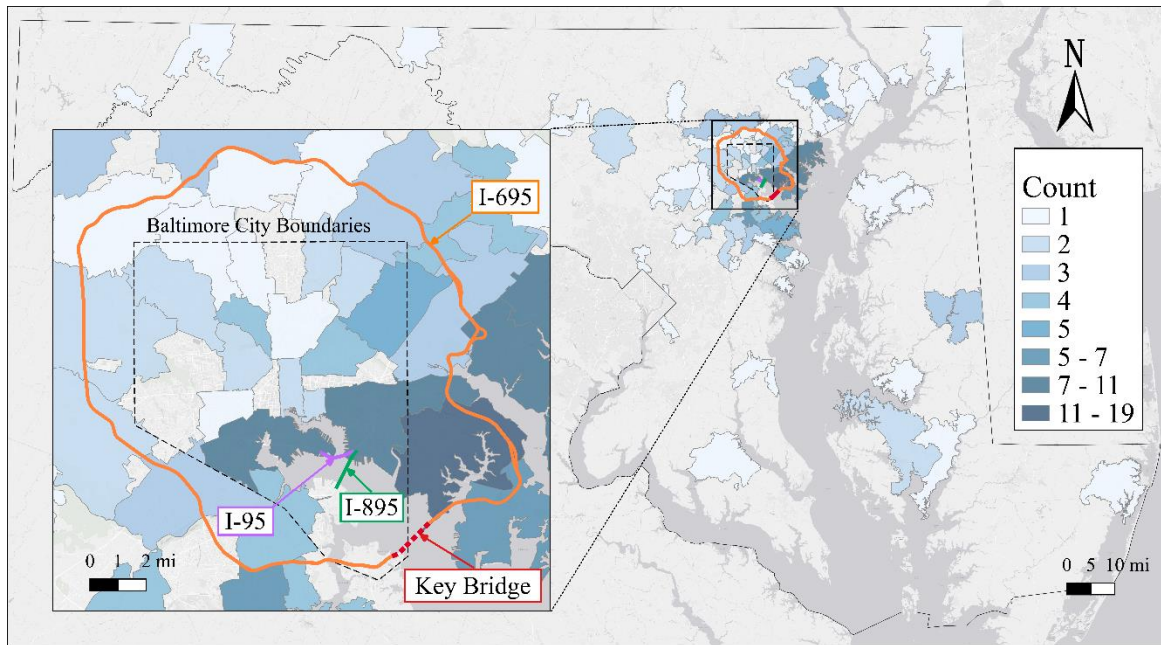 N
I-695
Baltimore City Boundaries
I-95
I-895
Key Bridge
0 1 2 mi
Count
1
2
3
4
5
5 - 7
7 - 11
11 - 19
0 5 10 mi